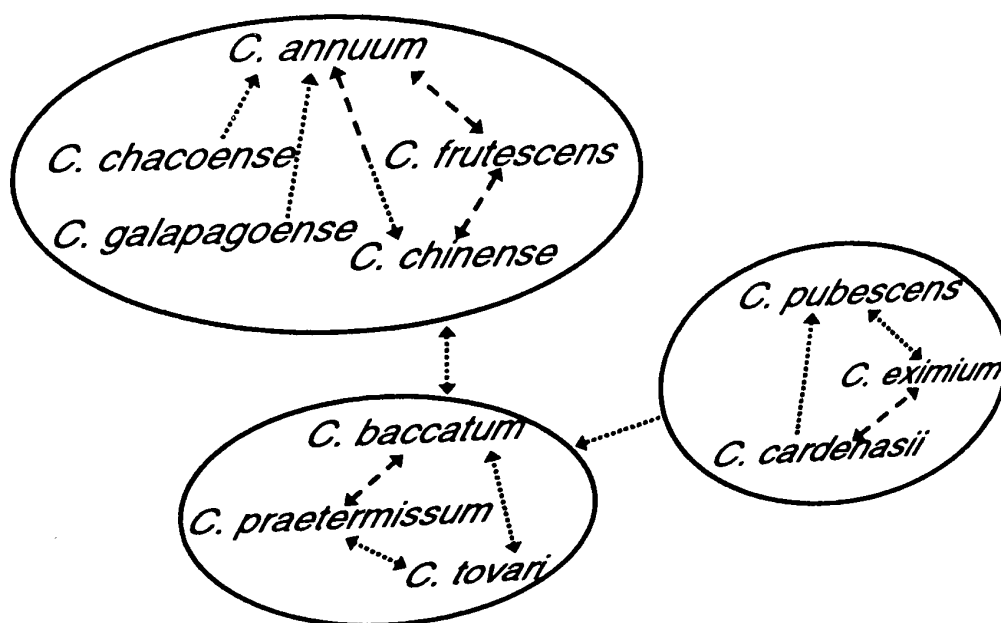 C. annuum
C. chacoense
C. frutescens
C. galapagoense
C. chinense
C. pubescens
C. eximium
C. cardenasii
C. baccatum
C. praetermissum
C. tovari